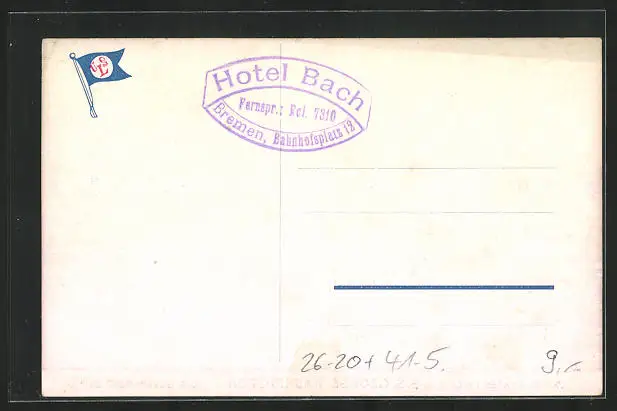 U S
L
Hotel Bach
Fernspr.: Rol. 7310
Bremen, Bahnhofsplatz 12
26-20+ 41-5.
9,-